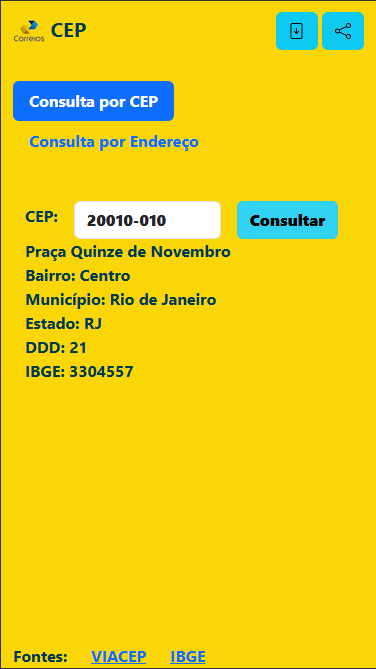 Correios CEP
Consulta por CEP
Consulta por Endereço
CEP: 20010-010 Consultar
Praça Quinze de Novembro
Bairro: Centro
Município: Rio de Janeiro
Estado: RJ
DDD: 21
IBGE: 3304557
Fontes: VIACEP IBGE